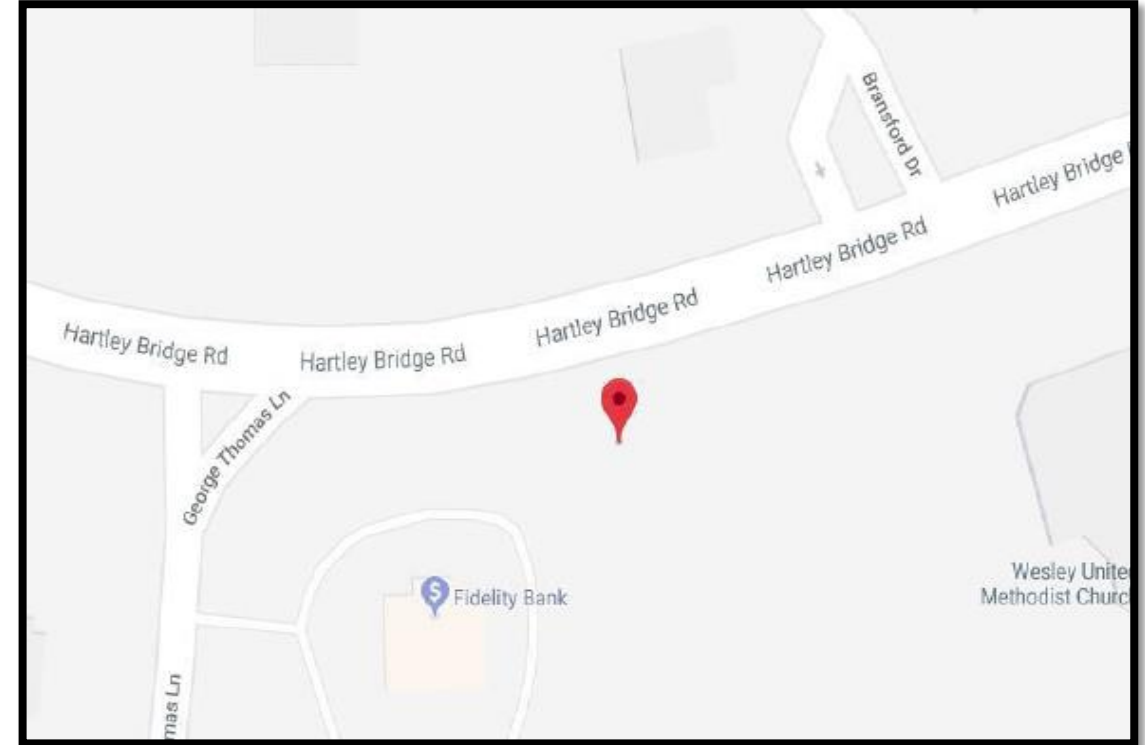 Bransford Dr
Hartley Bridge
Hartley Bridge Rd
Hartley Bridge Rd
Hartley Bridge Rd
Hartley Bridge Rd
George Thomas Ln
$
Fidelity Bank
Wesley Unite
Methodist Churc
mas Ln